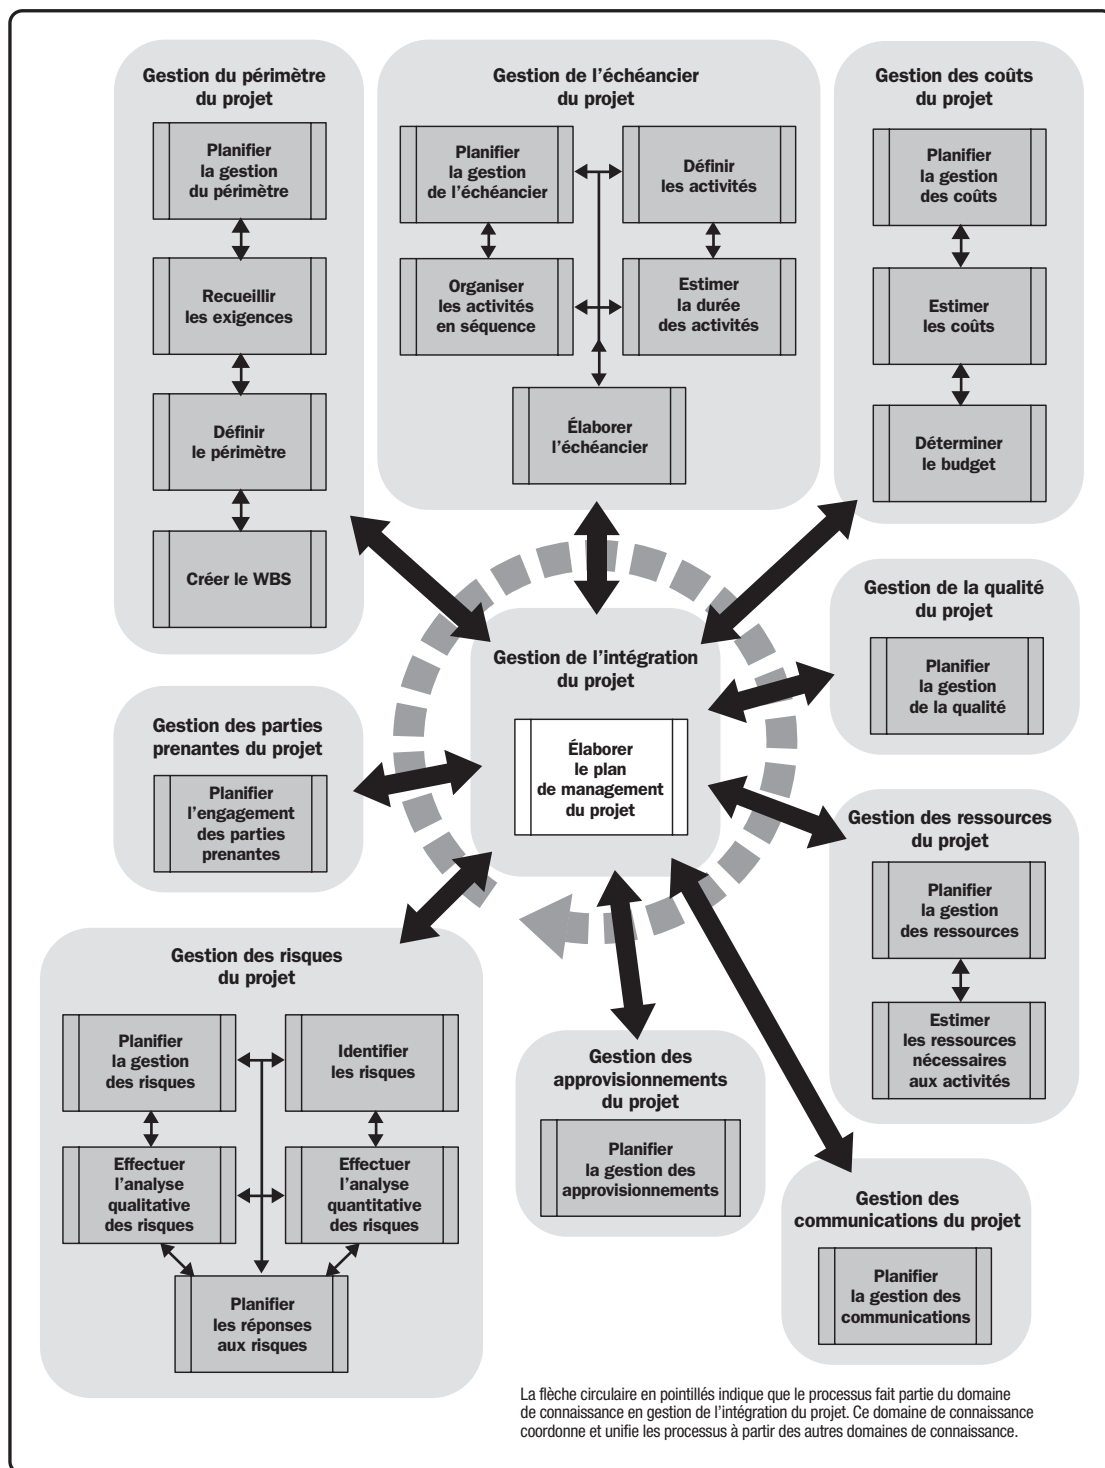 Gestion du périmètre
du projet
Planifier
la gestion
du périmètre
Recueillir
les exigences
Définir
le périmètre
Créer le WBS
Gestion de l’échéancier
du projet
Planifier
la gestion
de l’échéancier
Définir
les activités
Organiser
les activités
en séquence
Estimer
la durée
des activités
Élaborer
l’échéancier
Gestion des coûts
du projet
Planifier
la gestion
des coûts
Estimer
les coûts
Déterminer
le budget
Gestion de la qualité
du projet
Planifier
la gestion
de la qualité
Gestion de l’intégration
du projet
Élaborer
le plan
de management
du projet
Gestion des parties
prenantes du projet
Planifier
l’engagement
des parties
prenantes
Gestion des ressources
du projet
Planifier
la gestion
des ressources
Estimer
les ressources
nécessaires
aux activités
Gestion des risques
du projet
Planifier
la gestion
des risques
Identifier
les risques
Effectuer
l’analyse
qualitative
des risques
Effectuer
l’analyse
quantitative
des risques
Planifier
les réponses
aux risques
Gestion des
approvisionnements
du projet
Planifier
la gestion des
approvisionnements
Gestion des
communications du projet
Planifier
la gestion des
communications
La flèche circulaire en pointillés indique que le processus fait partie du domaine
de connaissance en gestion de l’intégration du projet. Ce domaine de connaissance
coordonne et unifie les processus à partir des autres domaines de connaissance.